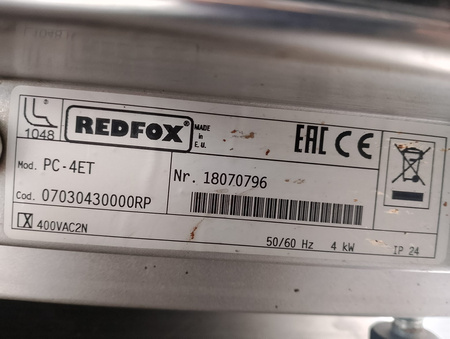 1048
REDFOX®
MADE
in
E.U.
EAC CE
Mod. PC-4ET
Nr. 18070796
Cod. 07030430000RP
X 400VAC2N
50/60 Hz 4 kW IP 24